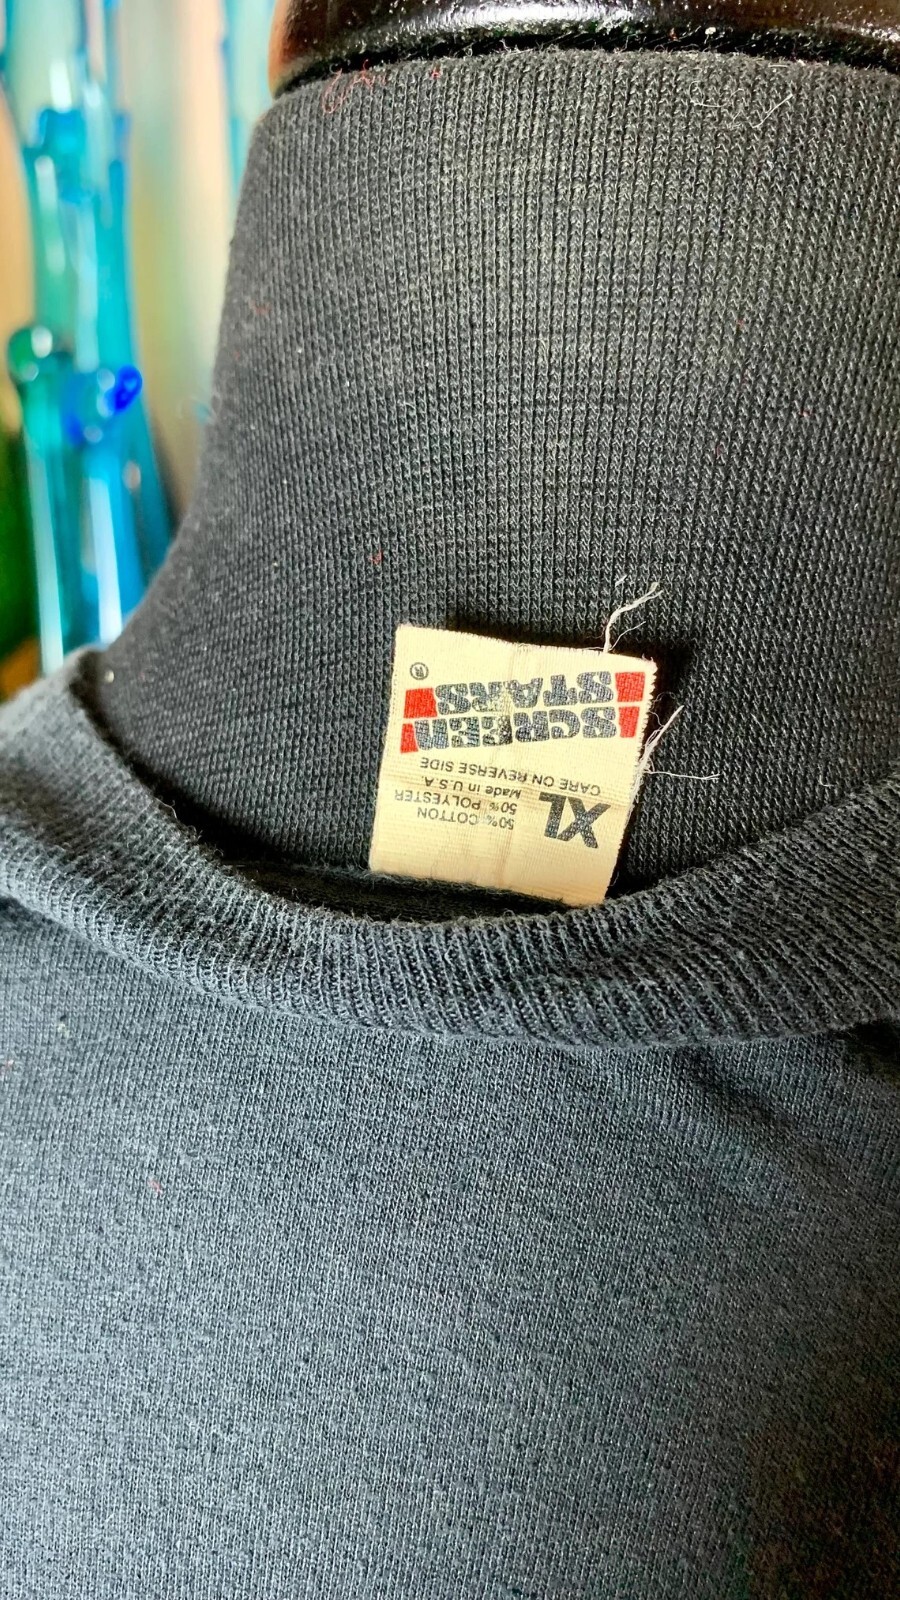 SCREEN
STARS
®
XL
50% COTTON
50% POLYESTER
Made in U.S.A.
CARE ON REVERSE SIDE